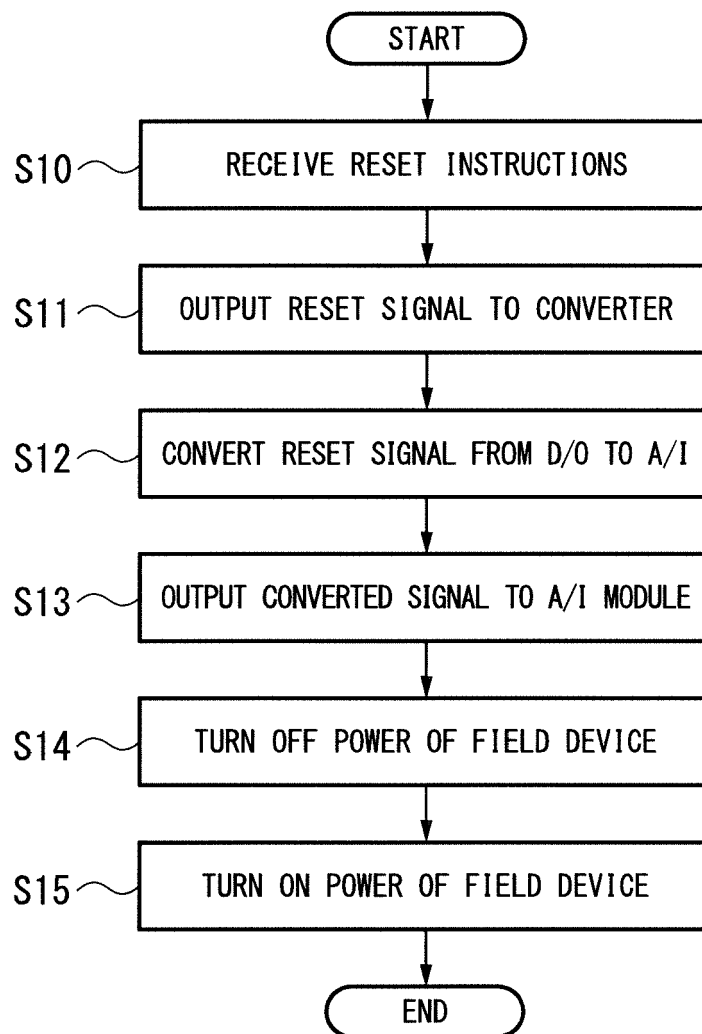 START
S10 RECEIVE RESET INSTRUCTIONS
S11 OUTPUT RESET SIGNAL TO CONVERTER
S12 CONVERT RESET SIGNAL FROM D/O TO A/I
S13 OUTPUT CONVERTED SIGNAL TO A/I MODULE
S14 TURN OFF POWER OF FIELD DEVICE
S15 TURN ON POWER OF FIELD DEVICE
END